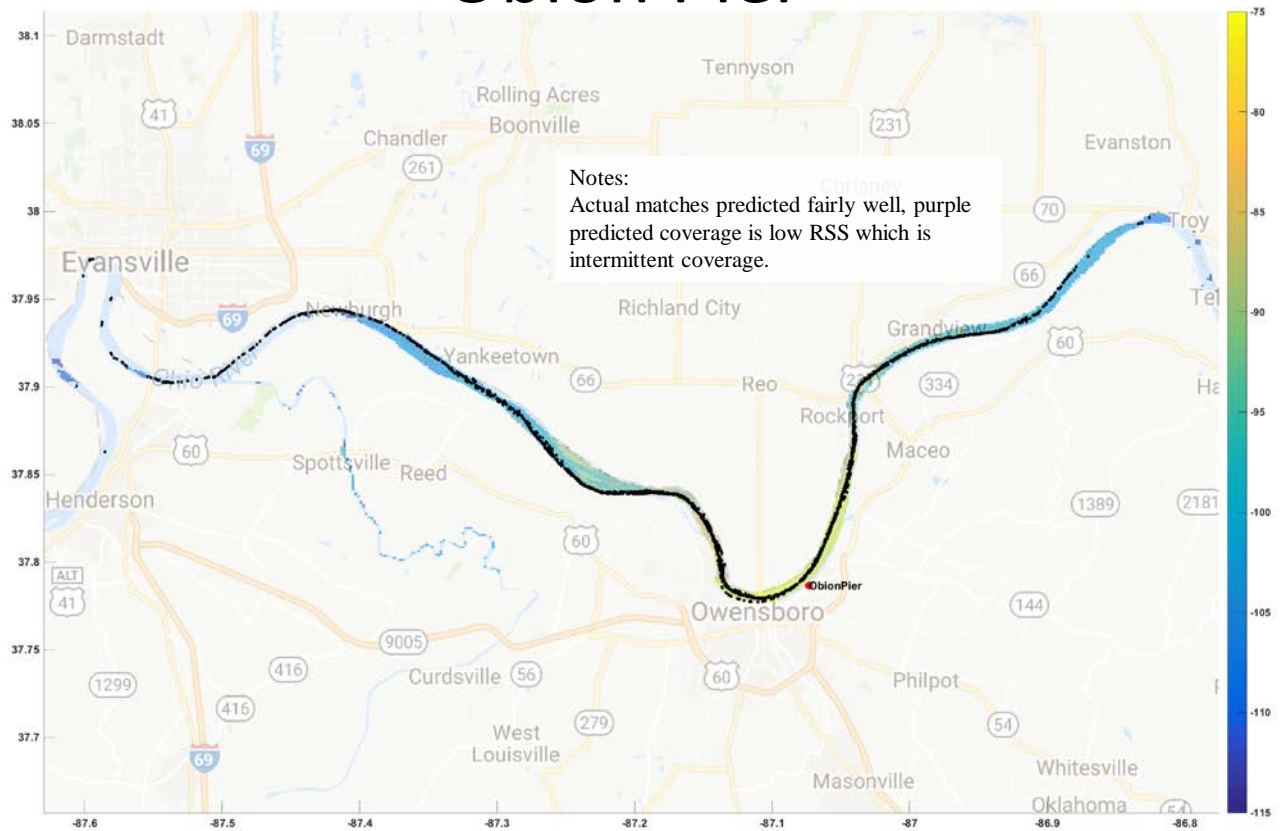 Obion Pier
38.1
Darmstadt
-75
Tennyson
Rolling Acres
41
38.05
Boonville
-80
231
Chandler
69
Evanston
261
Notes:
Actual matches predicted fairly well, purple
predicted coverage is low RSS which is
intermittent coverage.
Chrisney
38
70
-85
Troy
Evansville
66
37.95
Newburgh
69
Richland City
Tel
-90
Grandview
60
Yankeetown
Ohio River
66
Reo
334
Ha
37.9
231
Rockport
-95
60
Spottsville
Reed
Maceo
37.85
Henderson
1389
2181
-100
60
37.8
ALT
41
ObionPier
Owensboro
144
-105
9005
37.75
416
Curdsville
56
60
Philpot
1299
416
279
54
-110
37.7
West
Louisville
69
Whitesville
Masonville
Oklahoma
54
-115
-87.6
-87.5
-87.4
-87.3
-87.2
-87.1
-87
-86.9
-86.8